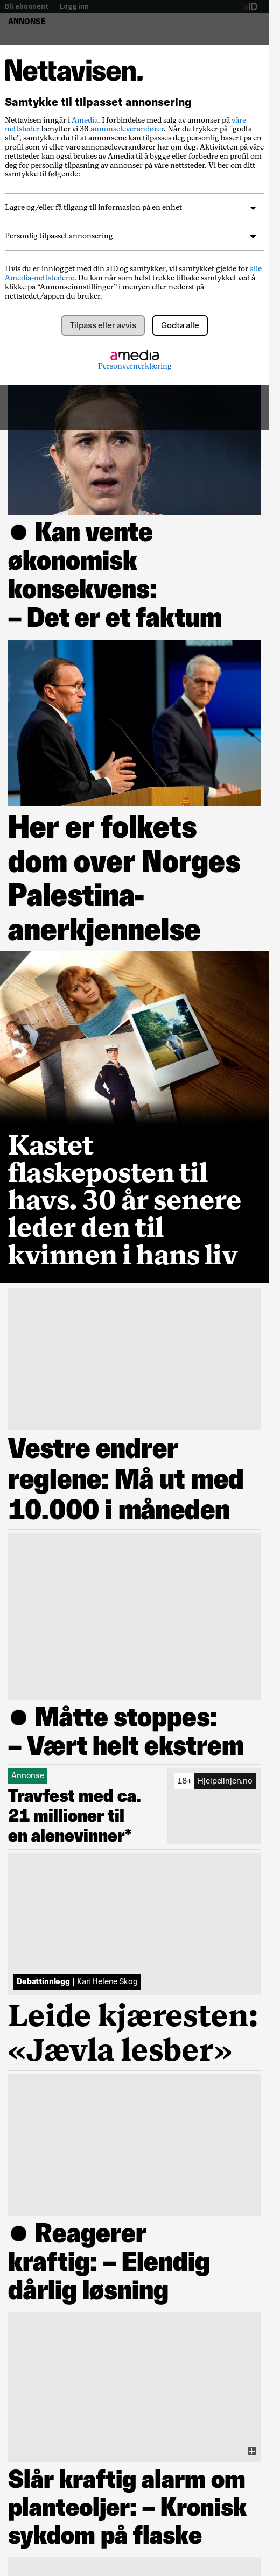 Bli abonnent | Logg inn
aID
ANNONSE
Nettavisen.
Samtykke til tilpasset annonsering
Nettavisen inngår i Amedia. I forbindelse med salg av annonser på våre
nettsteder benytter vi 36 annonseleverandører. Når du trykker på "godta
alle", samtykker du til at annonsene kan tilpasses deg personlig basert på en
profil som vi eller våre annonseleverandører har om deg. Aktiviteten på våre
nettsteder kan også brukes av Amedia til å bygge eller forbedre en profil om
deg for personlig tilpasning av annonser på våre nettsteder. Vi ber om ditt
samtykke til følgende:
Lagre og/eller få tilgang til informasjon på en enhet
Personlig tilpasset annonsering
Hvis du er innlogget med din aID og samtykker, vil samtykket gjelde for alle
Amedia-nettstedene. Du kan når som helst trekke tilbake samtykket ved å
klikke på “Annonseinnstillinger” i menyen eller nederst på
nettstedet/appen du bruker.
Tilpass eller avvis
Godta alle
amedia
Personvernerklæring
● Kan vente
økonomisk
konsekvens:
– Det er et faktum
Her er folkets
dom over Norges
Palestina-
anerkjennelse
Kastet
flaskeposten til
havs. 30 år senere
leder den til
kvinnen i hans liv
Vestre endrer
reglene: Må ut med
10.000 i måneden
● Måtte stoppes:
– Vært helt ekstrem
Annonse
Travfest med ca.
21 millioner til
en alenevinner*
18+ Hjelpelinjen.no
Debattinnlegg | Karl Helene Skog
Leide kjæresten:
«Jævla lesber»
● Reagerer
kraftig: – Elendig
dårlig løsning
Slår kraftig alarm om
planteoljer: – Kronisk
sykdom på flaske